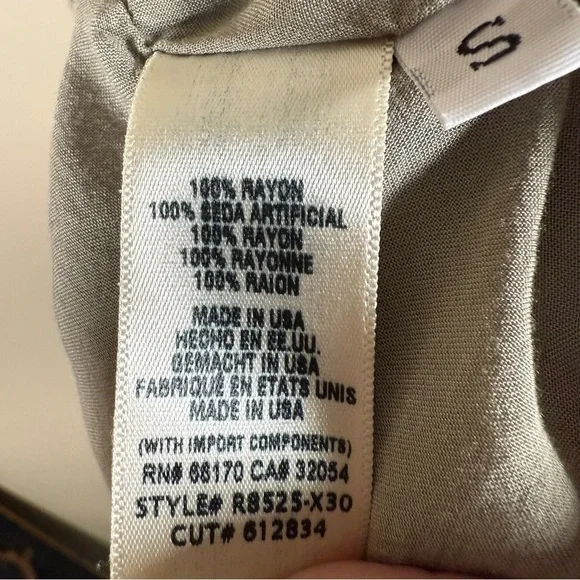 S
100% RAYON
100% SEDA ARTIFICIAL
100% RAYON
100% RAYONNE
100% RAION
MADE IN USA
HECHO EN EE.UU.
GEMACHT IN USA
FABRIQUÉ EN ETATS UNIS
MADE IN USA
(WITH IMPORT COMPONENTS)
RN# 66170 CA# 32054
STYLE# R8525-X30
CUT# 612834